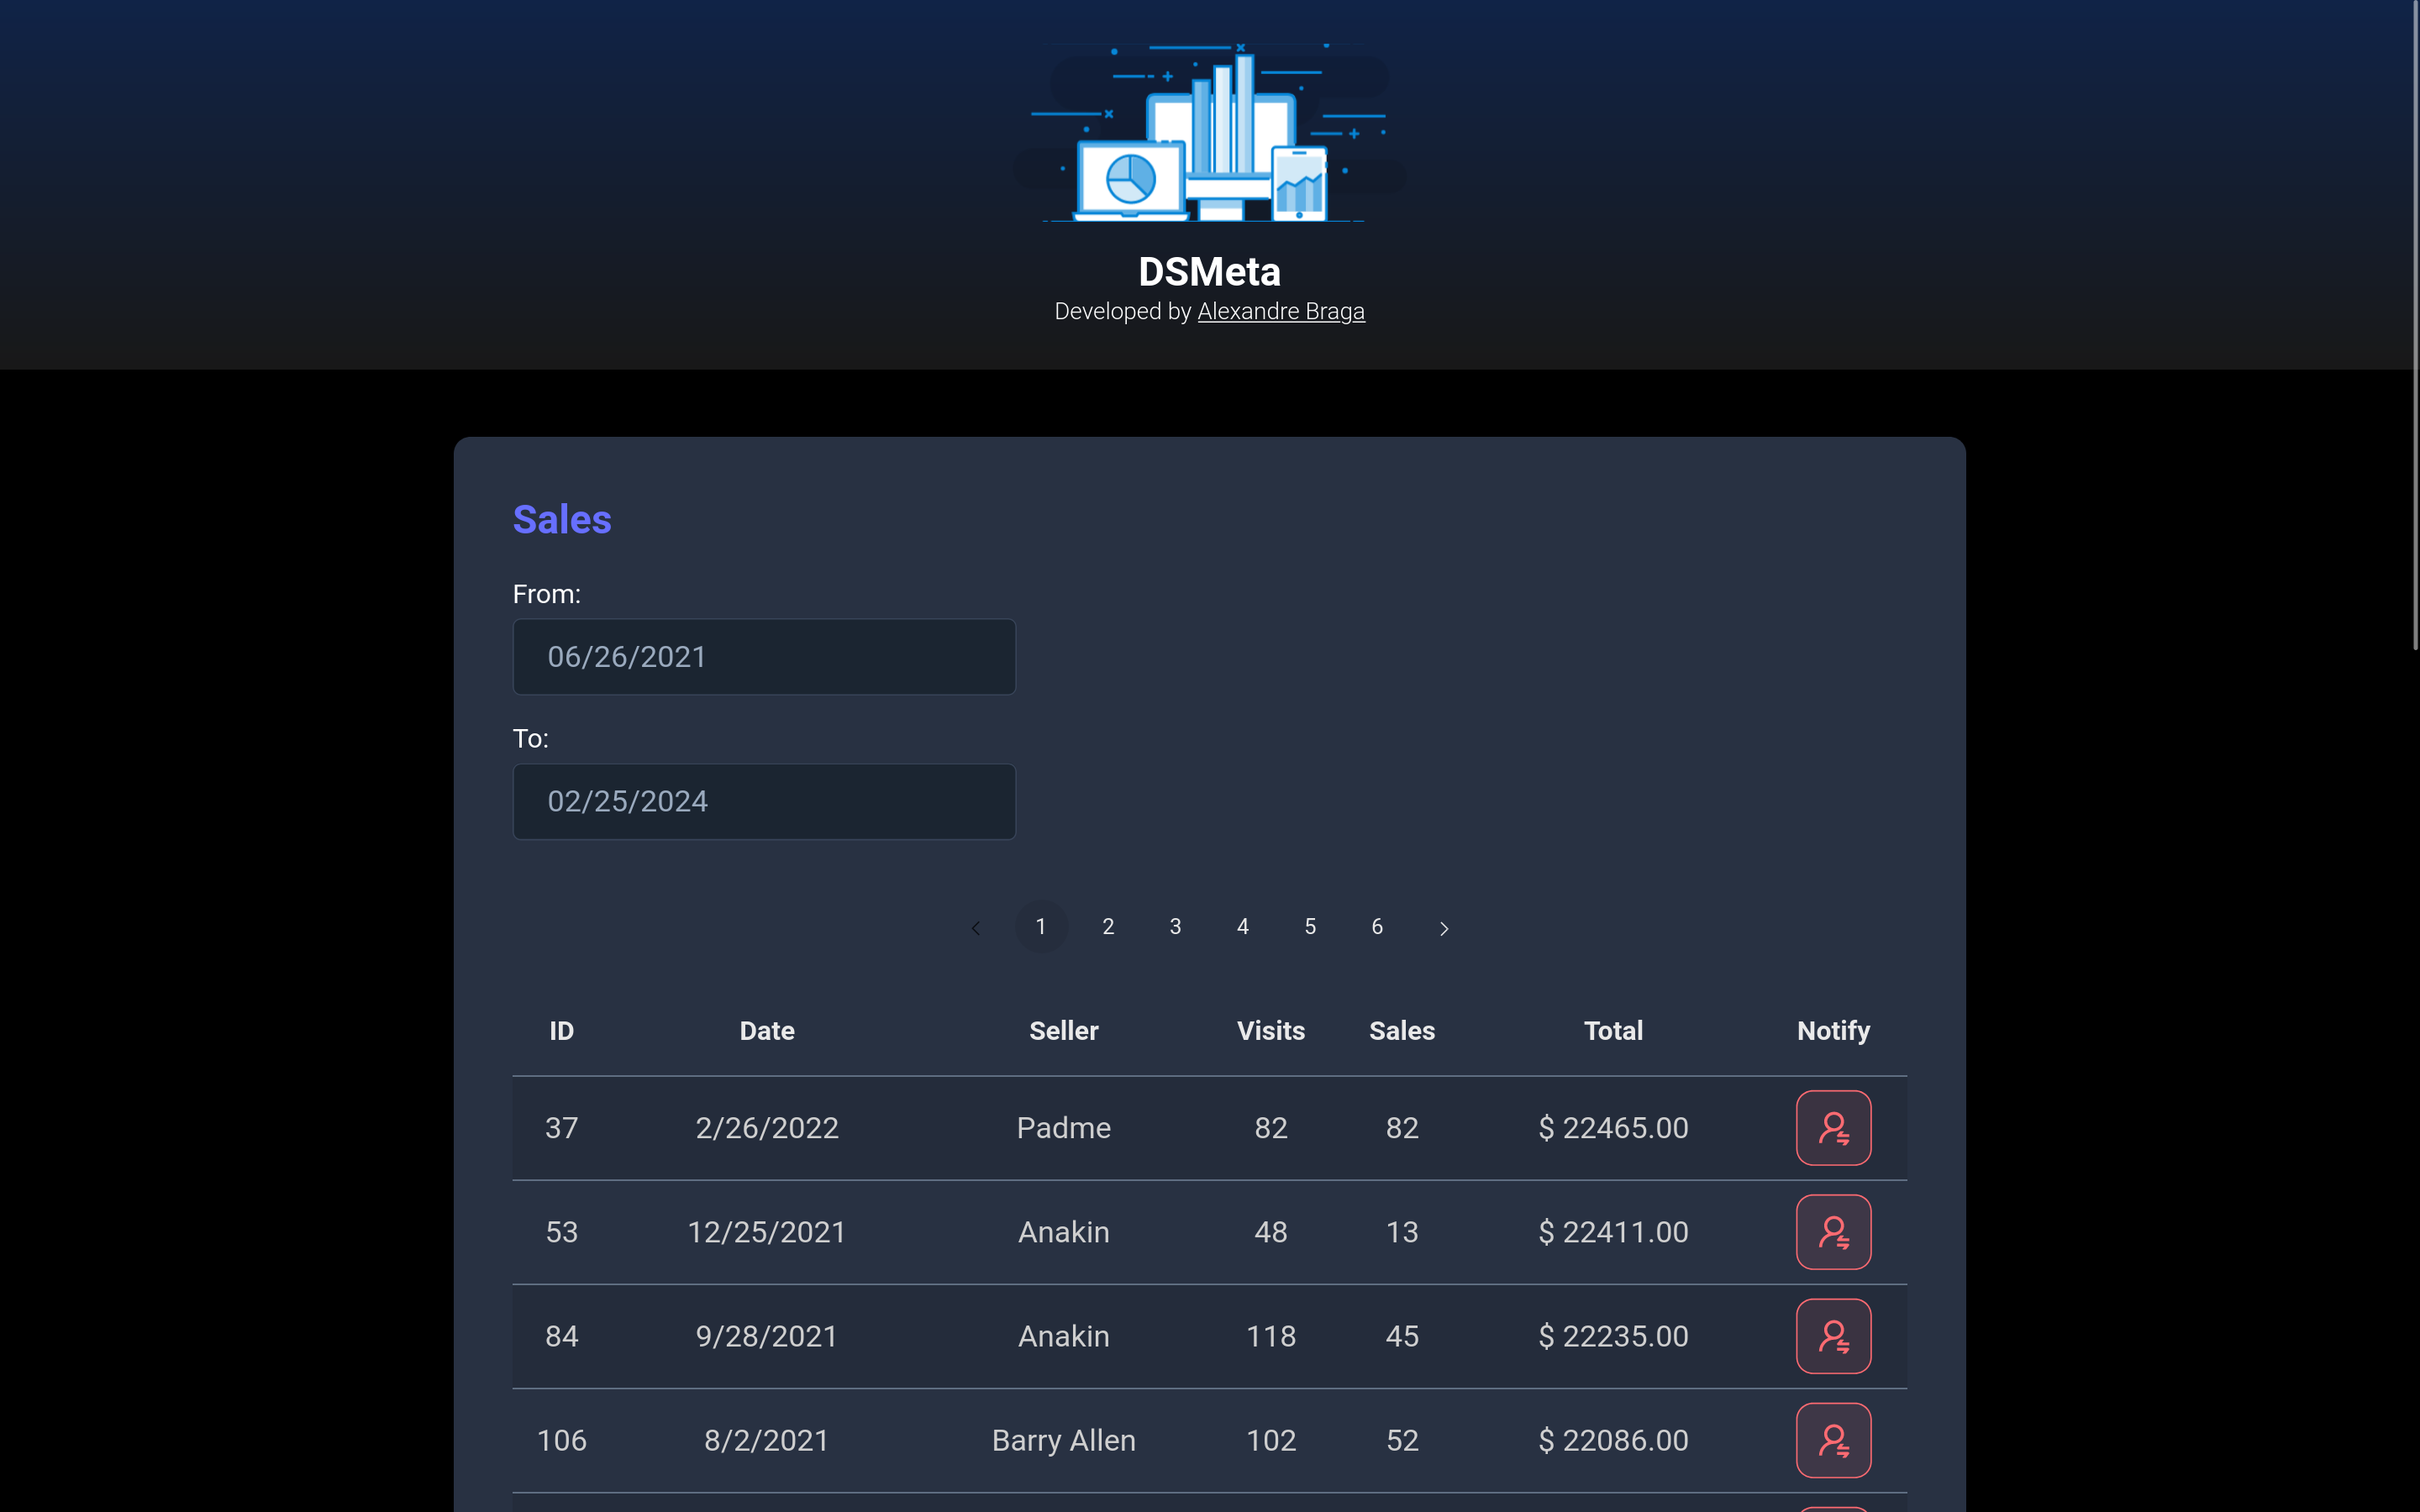 DSMeta
Developed by Alexandre Braga
Sales
From:
06/26/2021
To:
02/25/2024
1 2 3 4 5 6
ID Date Seller Visits Sales Total Notify
37 2/26/2022 Padme 82 82 $ 22465.00
53 12/25/2021 Anakin 48 13 $ 22411.00
84 9/28/2021 Anakin 118 45 $ 22235.00
106 8/2/2021 Barry Allen 102 52 $ 22086.00